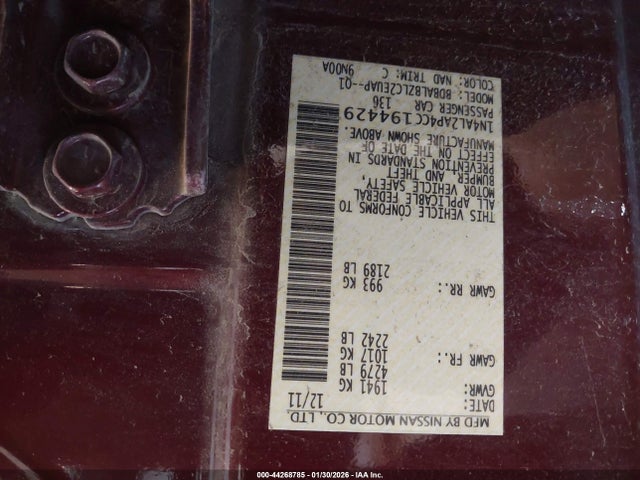 MFD BY NISSAN MOTOR CO., LTD.
DATE: 12/11
GVWR: 1941 KG
4279 LB
GAWR FR.: 1017 KG
2242 LB
GAWR RR.: 993 KG
2189 LB
THIS VEHICLE CONFORMS TO
ALL APPLICABLE FEDERAL
MOTOR VEHICLE SAFETY,
BUMPER AND THEFT
PREVENTION STANDARDS IN
EFFECT ON THE DATE OF
MANUFACTURE SHOWN ABOVE.
1N4AL2AP4CC194429
PASSENGER CAR 136
MODEL: BDBALBZLC2EUAP--Q1
COLOR: NAD TRIM: C
9N00A
000-44268785 - 01/30/2026 - IAA Inc.